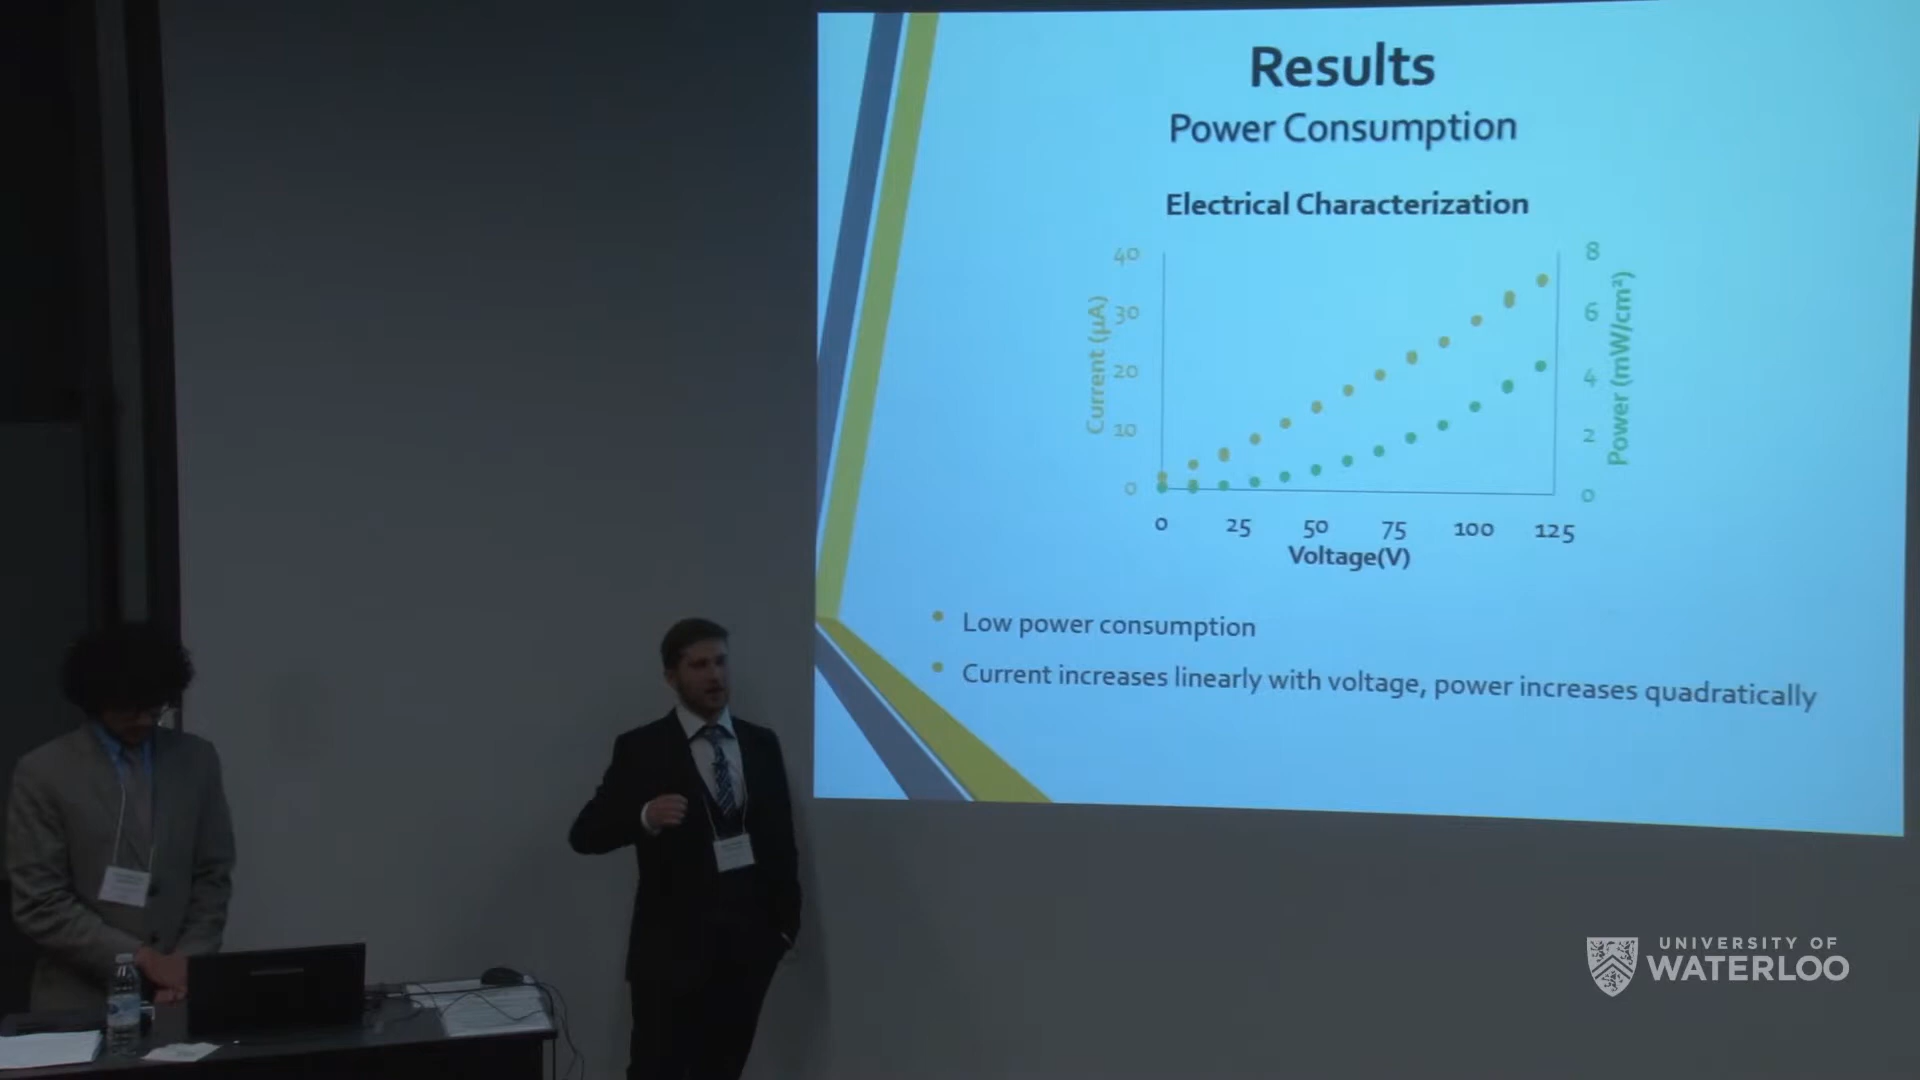 Results
Power Consumption
Electrical Characterization
40
30
20
10
0
Current (µA)
8
6
4
2
0
Power (mW/cm²)
0 25 50 75 100 125
Voltage(V)
• Low power consumption
• Current increases linearly with voltage, power increases quadratically
UNIVERSITY OF
WATERLOO